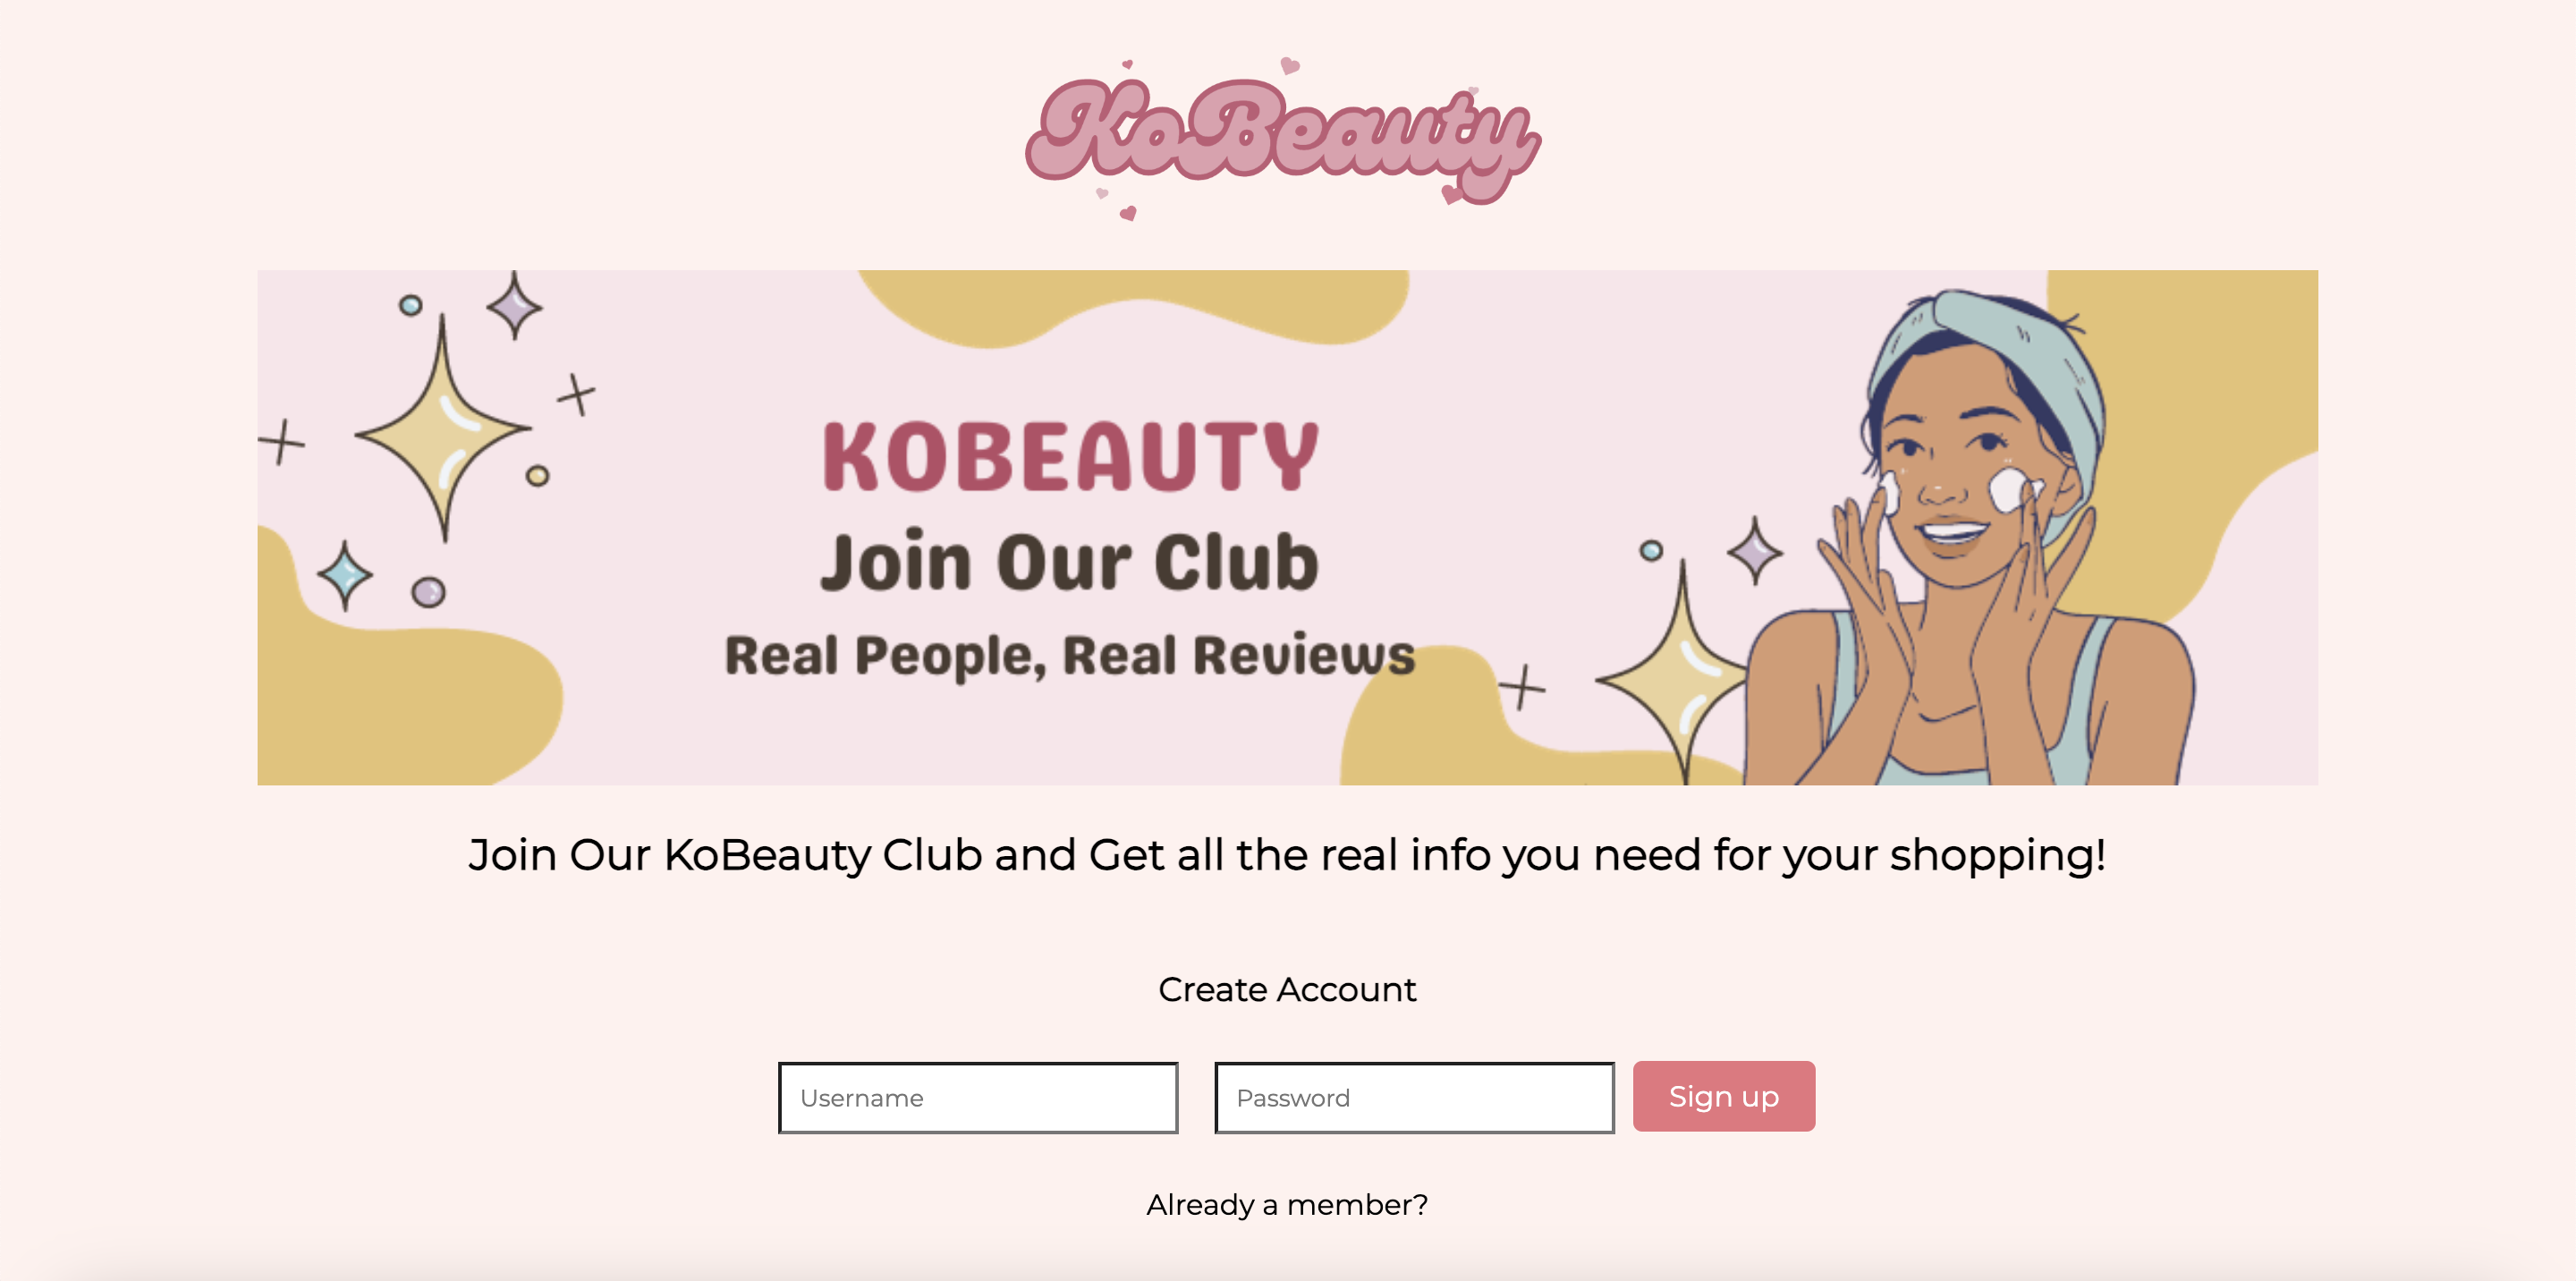 KoBeauty
KOBEAUTY
Join Our Club
Real People, Real Reviews
Join Our KoBeauty Club and Get all the real info you need for your shopping!
Create Account
Username
Password
Sign up
Already a member?